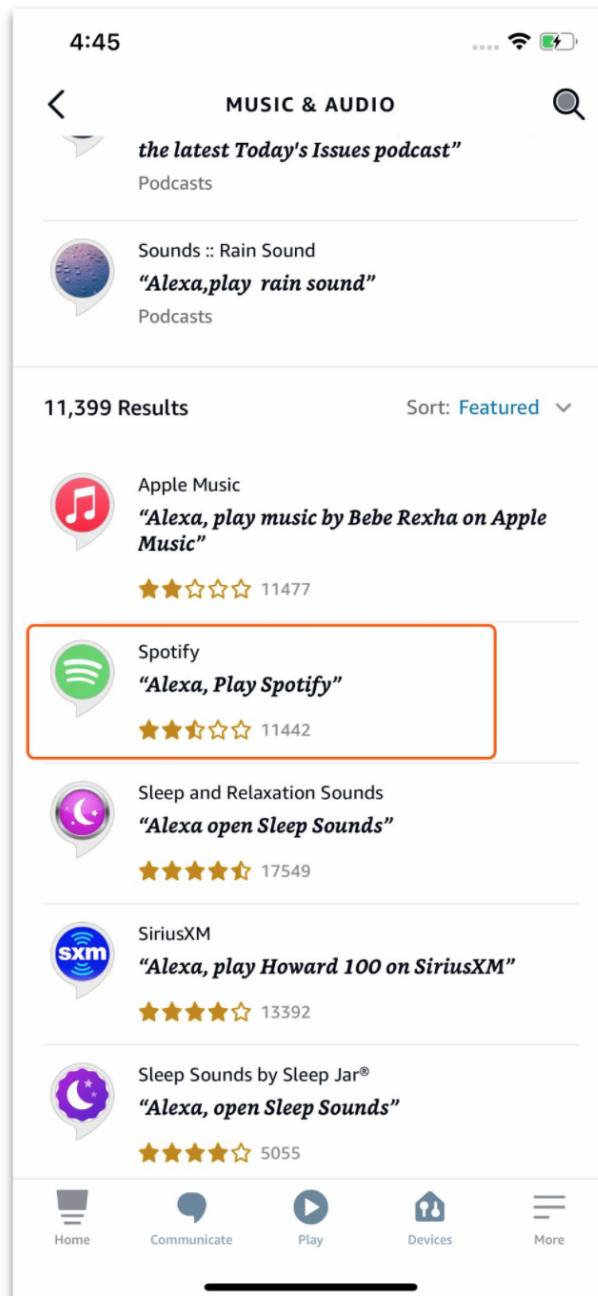 4:45
MUSIC & AUDIO
the latest Today's Issues podcast”
Podcasts
Sounds :: Rain Sound
“Alexa,play rain sound”
Podcasts
11,399 Results
Sort: Featured
Apple Music
“Alexa, play music by Bebe Rexha on Apple
Music”
11477
Spotify
“Alexa, Play Spotify”
11442
Sleep and Relaxation Sounds
“Alexa open Sleep Sounds”
17549
sxm
SiriusXM
“Alexa, play Howard 100 on SiriusXM”
13392
Sleep Sounds by Sleep Jar®
“Alexa, open Sleep Sounds”
5055
Home
Communicate
Play
Devices
More